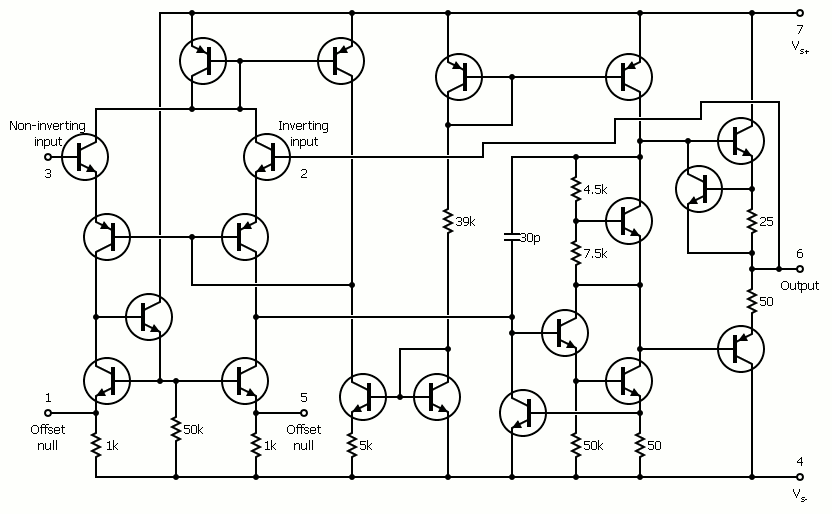 7
Vs+
Non-inverting
input
3
Inverting
input
2
4.5k
39k
25
30p
7.5k
6
Output
50
1
Offset
null
5
Offset
null
1k
50k
1k
5k
50k
50
4
Vs-